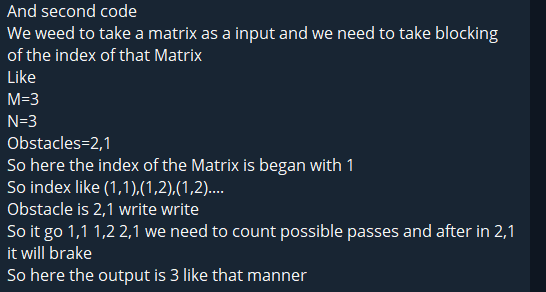 And second code
We weed to take a matrix as a input and we need to take blocking
of the index of that Matrix
Like
M=3
N=3
Obstacles=2,1
So here the index of the Matrix is began with 1
So index like (1,1),(1,2),(1,2)....
Obstacle is 2,1 write write
So it go 1,1 1,2 2,1 we need to count possible passes and after in 2,1
it will brake
So here the output is 3 like that manner